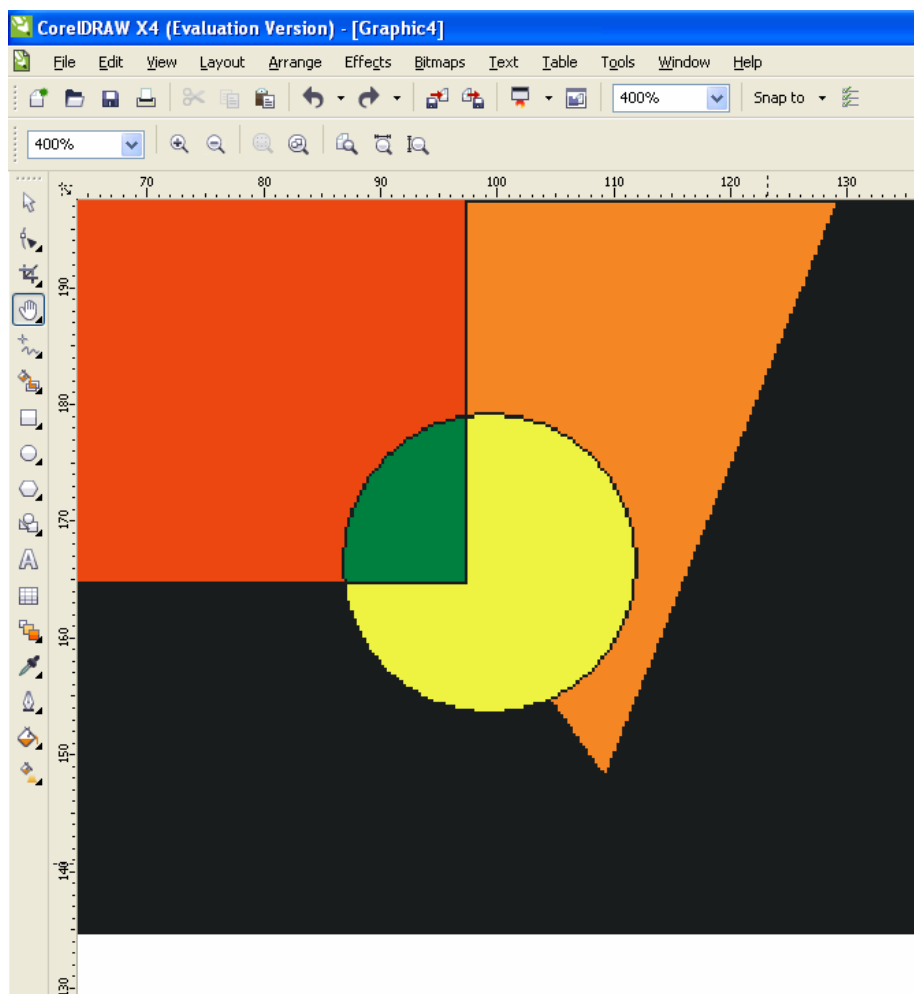 CorelDRAW X4 (Evaluation Version) - [Graphic4]
File Edit View Layout Arrange Effects Bitmaps Text Table Tools Window Help
400% Snap to
400%
70 80 90 100 110 120 130
190
180
170
160
150
140
130